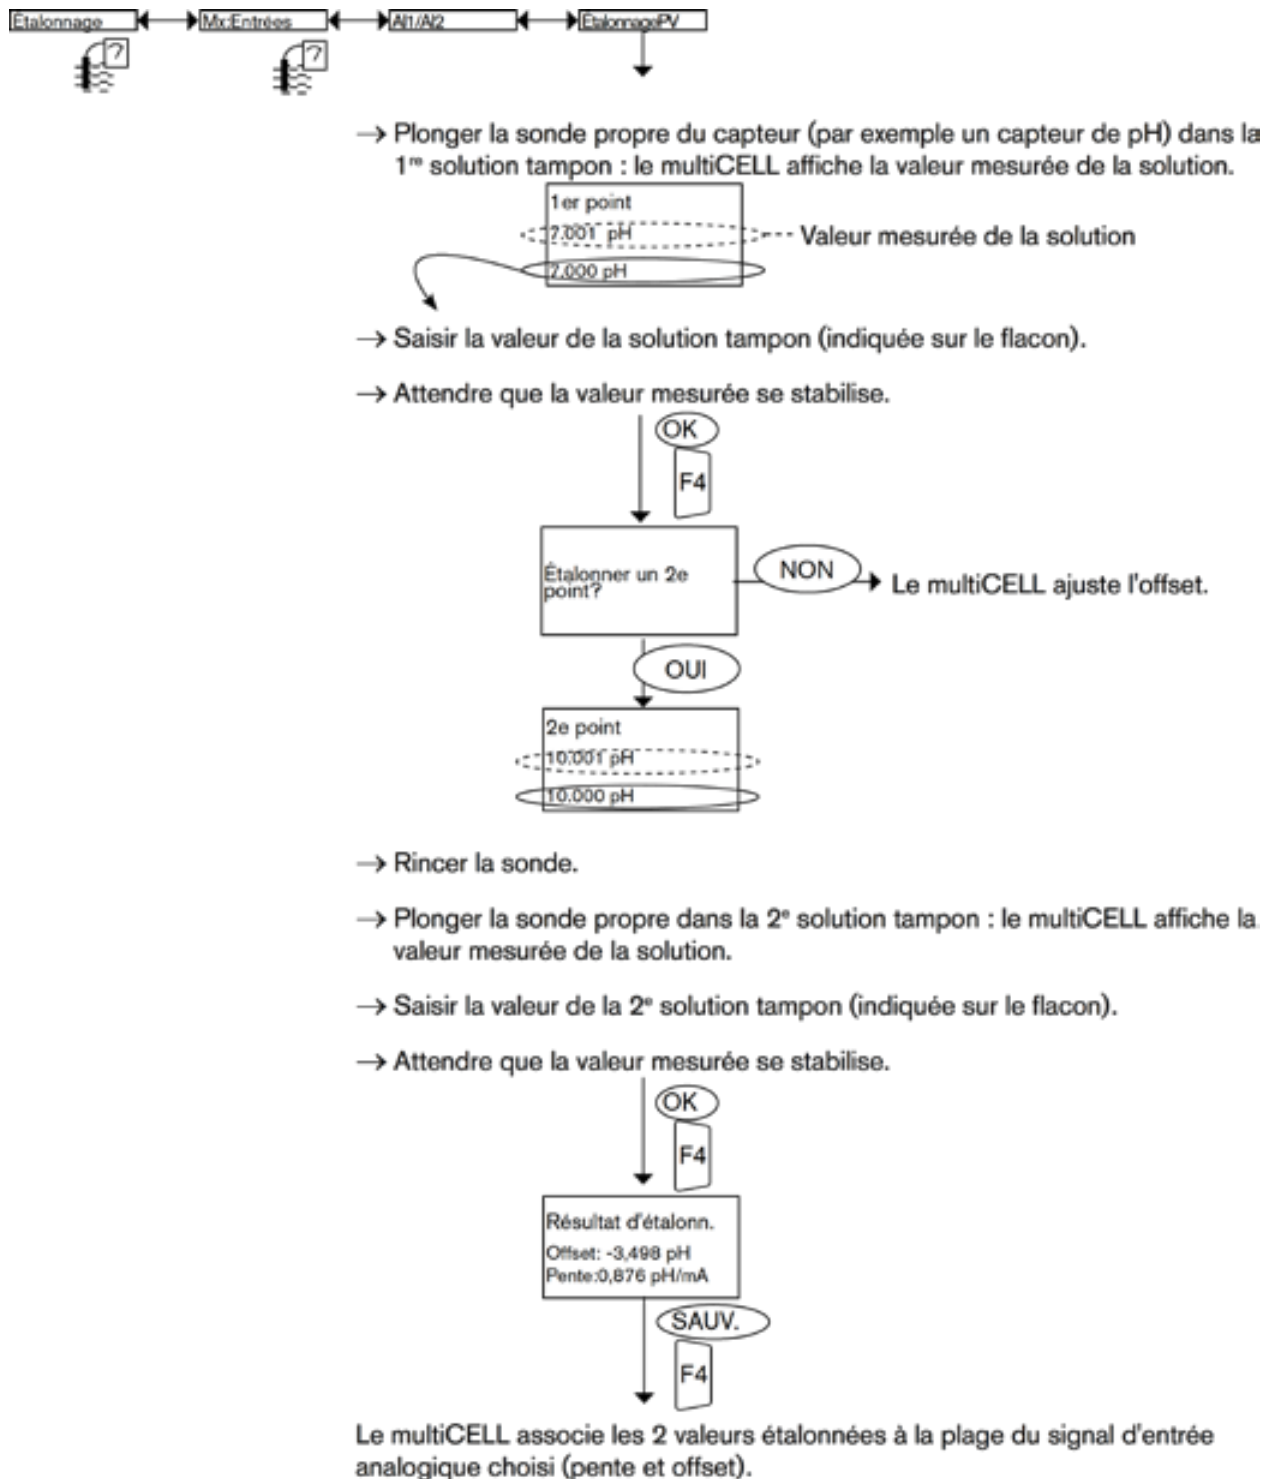 Étalonnage Mx:Entrées AI1/AI2 ÉtalonnagePV
? ?
→ Plonger la sonde propre du capteur (par exemple un capteur de pH) dans la
1re solution tampon : le multiCELL affiche la valeur mesurée de la solution.
1er point
7.001 pH Valeur mesurée de la solution
7.000 pH
→ Saisir la valeur de la solution tampon (indiquée sur le flacon).
→ Attendre que la valeur mesurée se stabilise.
OK
F4
Étalonner un 2e
point?
NON
Le multiCELL ajuste l'offset.
OUI
2e point
10.001 pH
10.000 pH
→ Rincer la sonde.
→ Plonger la sonde propre dans la 2e solution tampon : le multiCELL affiche la
valeur mesurée de la solution.
→ Saisir la valeur de la 2e solution tampon (indiquée sur le flacon).
→ Attendre que la valeur mesurée se stabilise.
OK
F4
Résultat d'étalonn.
Offset: -3,498 pH
Pente:0,876 pH/mA
SAUV.
F4
Le multiCELL associe les 2 valeurs étalonnées à la plage du signal d'entrée
analogique choisi (pente et offset).